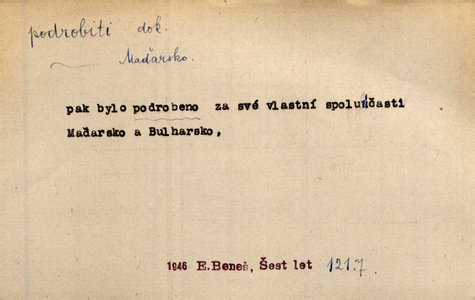 podrobiti dok.
Maďarsko.
pak bylo podrobeno za své vlastní spoluúčasti
Maďarsko a Bulharsko,
1946 E.Beneš, Šest let 121.7.